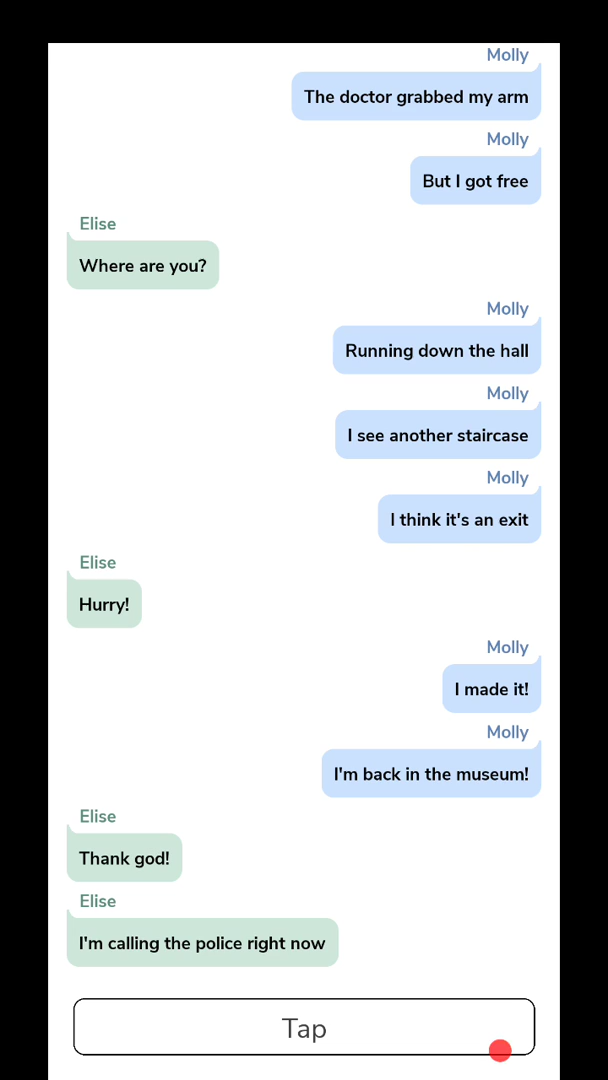 Molly
The doctor grabbed my arm
Molly
But I got free
Elise
Where are you?
Molly
Running down the hall
Molly
I see another staircase
Molly
I think it's an exit
Elise
Hurry!
Molly
I made it!
Molly
I'm back in the museum!
Elise
Thank god!
Elise
I'm calling the police right now
Tap